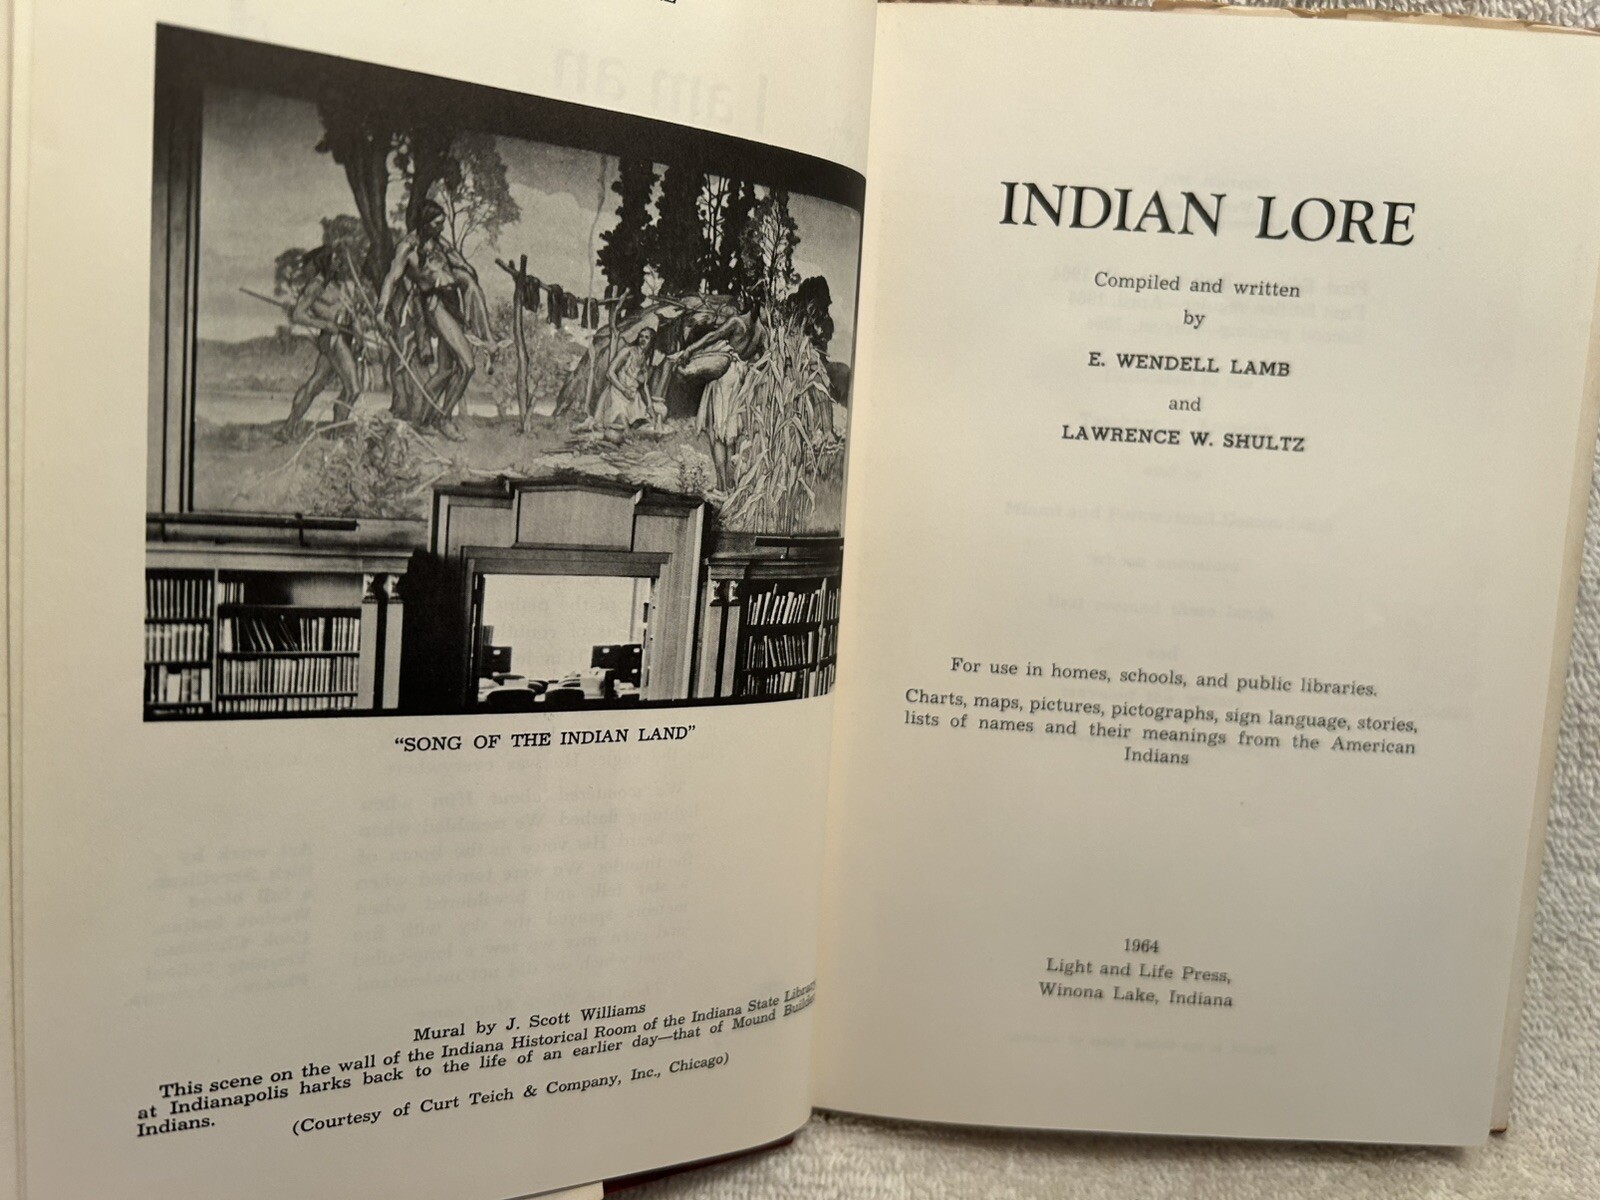 "SONG OF THE INDIAN LAND"
Mural by J. Scott Williams
This scene on the wall of the Indiana Historical Room of the Indiana State Library
at Indianapolis harks back to the life of an earlier day—that of Mound Builder
Indians.
(Courtesy of Curt Teich & Company, Inc., Chicago)
INDIAN LORE
Compiled and written
by
E. WENDELL LAMB
and
LAWRENCE W. SHULTZ
For use in homes, schools, and public libraries.
Charts, maps, pictures, pictographs, sign language, stories,
lists of names and their meanings from the American
Indians
1964
Light and Life Press,
Winona Lake, Indiana